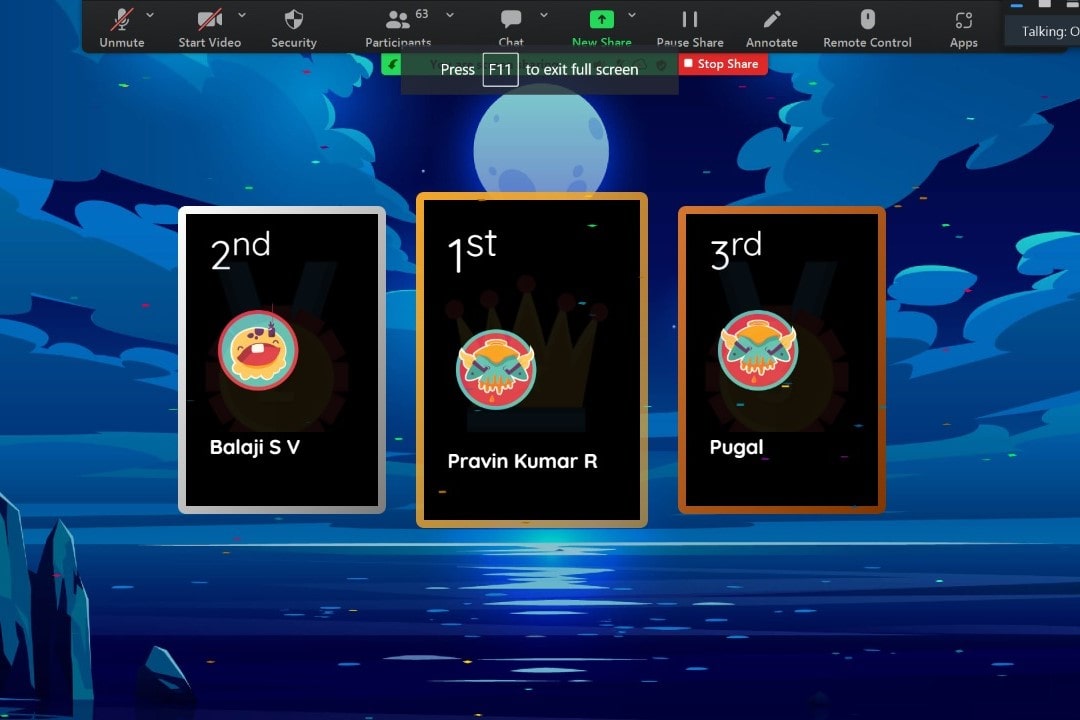 63
Unmute
Start Video
Security
Participants
Chat
New Share
Pause Share
Annotate
Remote Control
Apps
Talking: O
Press F11 to exit full screen
Stop Share
2nd
Balaji S V
1st
Pravin Kumar R
3rd
Pugal